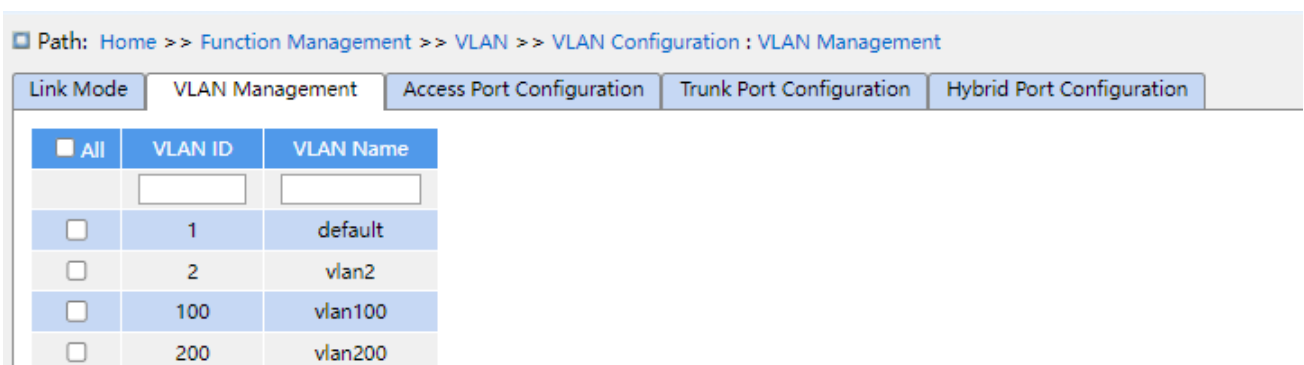 Path: Home >> Function Management >> VLAN >> VLAN Configuration : VLAN Management
Link Mode VLAN Management Access Port Configuration Trunk Port Configuration Hybrid Port Configuration
All VLAN ID VLAN Name
1 default
2 vlan2
100 vlan100
200 vlan200